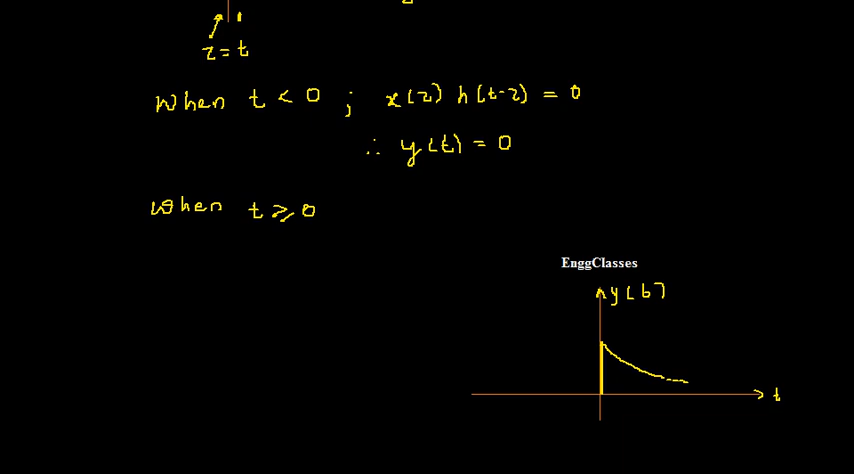 z = t
When t < 0 ; x(z) h(t-z) = 0
∴ y(t) = 0
When t ≥ 0
EnggClasses
y(t)
t